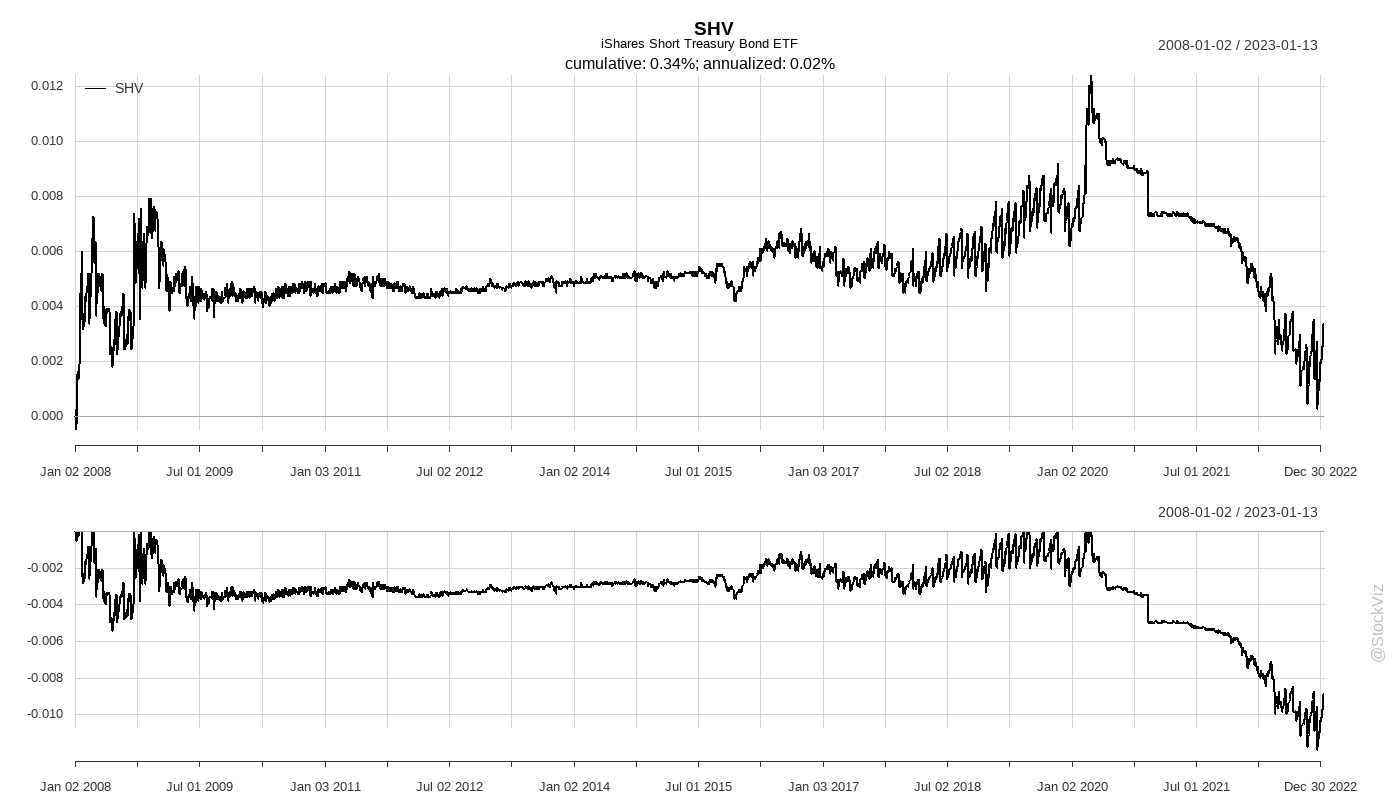 SHV
iShares Short Treasury Bond ETF
2008-01-02 / 2023-01-13
cumulative: 0.34%; annualized: 0.02%
SHV
0.012
0.010
0.008
0.006
0.004
0.002
0.000
Jan 02 2008 Jul 01 2009 Jan 03 2011 Jul 02 2012 Jan 02 2014 Jul 01 2015 Jan 03 2017 Jul 02 2018 Jan 02 2020 Jul 01 2021 Dec 30 2022
2008-01-02 / 2023-01-13
-0.002
-0.004
-0.006
-0.008
-0.010
Jan 02 2008 Jul 01 2009 Jan 03 2011 Jul 02 2012 Jan 02 2014 Jul 01 2015 Jan 03 2017 Jul 02 2018 Jan 02 2020 Jul 01 2021 Dec 30 2022
@StockViz